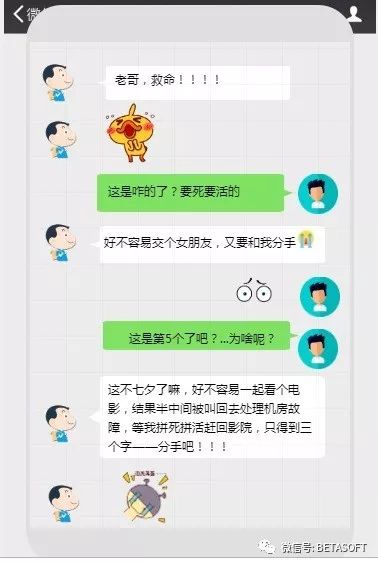 微
老哥，救命！！！！
这是咋的了？要死要活的
好不容易交个女朋友，又要和我分手
这是第5个了吧？...为啥呢？
这不七夕了嘛，好不容易一起看个电
影，结果半中间被叫回去处理机房故
障，等我拼死拼活赶回影院，只得到三
个字——分手吧！！！
微信号: BETASOFT